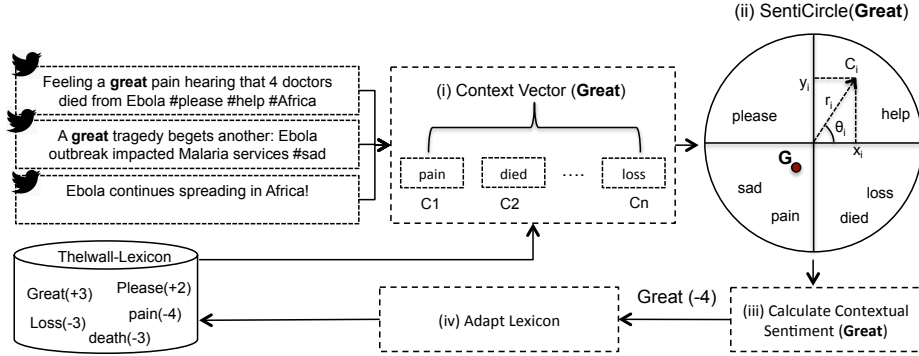 (ii) SentiCircle(Great)
Feeling a great pain hearing that 4 doctors
died from Ebola #please #help #Africa
A great tragedy begets another: Ebola
outbreak impacted Malaria services #sad
Ebola continues spreading in Africa!
(i) Context Vector (Great)
pain
died
....
loss
C1
C2
Cn
yi
Ci
ri
θi
xi
please
help
G
sad
pain
loss
died
Thelwall-Lexicon
Great(+3)
Please(+2)
Loss(-3)
pain(-4)
death(-3)
(iv) Adapt Lexicon
Great (-4)
(iii) Calculate Contextual
Sentiment (Great)